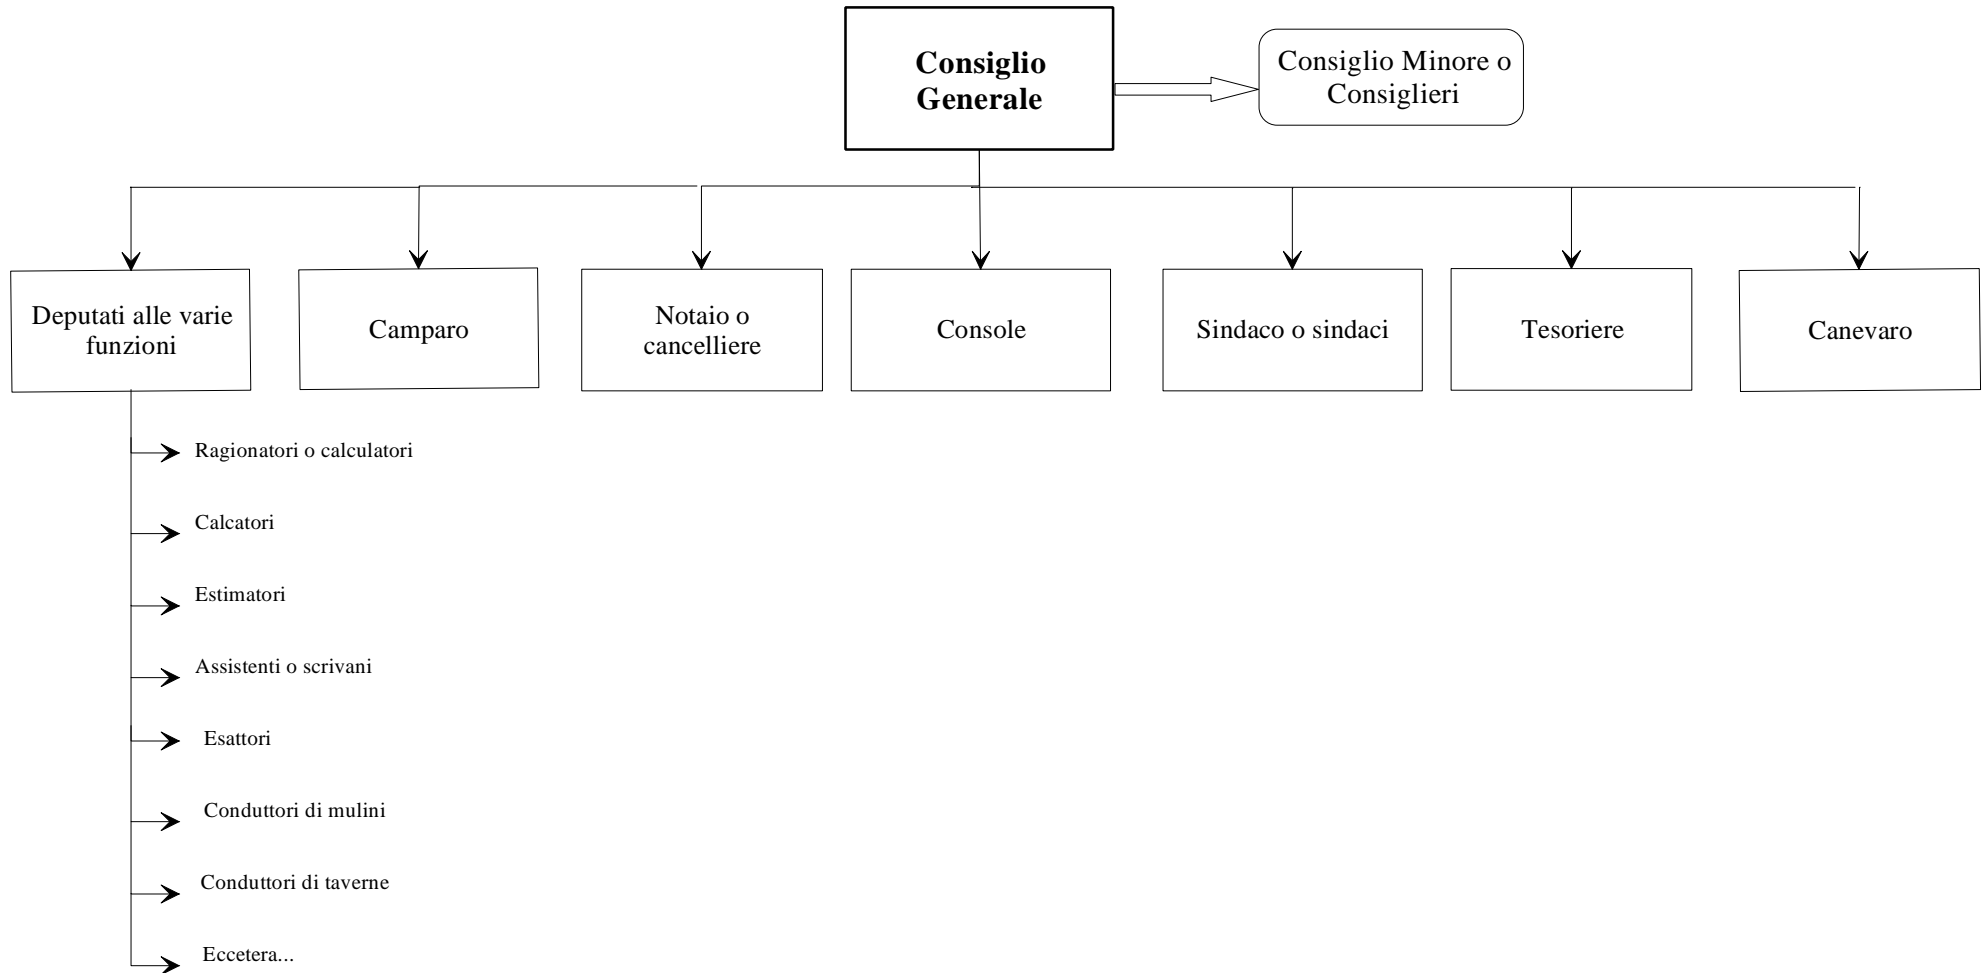 Consiglio
Generale
Consiglio Minore o
Consiglieri
Deputati alle varie
funzioni
Camparo
Notaio o
cancelliere
Console
Sindaco o sindaci
Tesoriere
Canevaro
Ragionatori o calculatori
Calcatori
Estimatori
Assistenti o scrivani
Esattori
Conduttori di mulini
Conduttori di taverne
Eccetera...